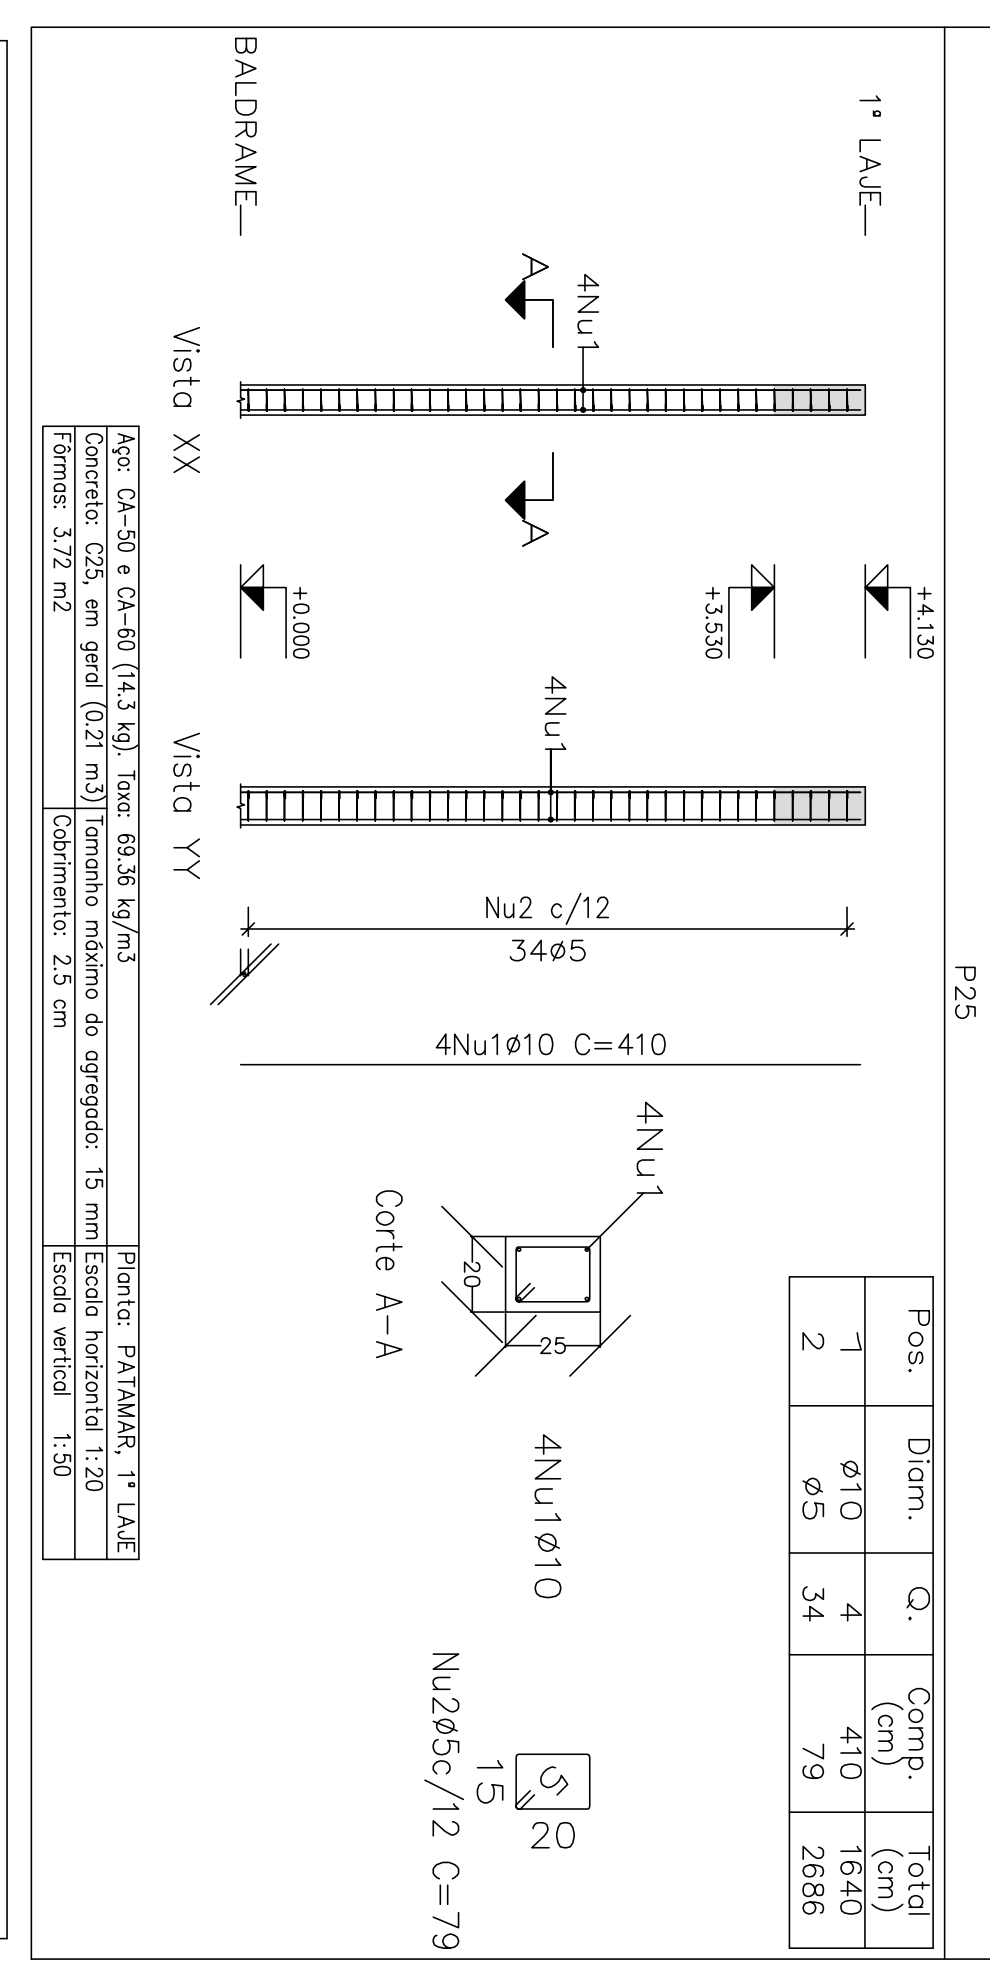 P25
1ª LAJE
BALDRAME
A
A
4Nu1
Vista XX
+4.130
+3.530
+0.000
4Nu1
Vista YY
Nu2 c/12
34ø5
4Nu1ø10 C=410
4Nu1
20
25
Corte A-A
4Nu1ø10
5
15
20
Nu2ø5c/12 C=79
Pos. Diam. Q. Comp. (cm) Total (cm)
1 ø10 4 410 1640
2 ø5 34 79 2686
Aço: CA-50 e CA-60 (14.3 kg). Taxa: 69.36 kg/m3 Planta: PATAMAR, 1ª LAJE
Concreto: C25, em geral (0.21 m3) Tamanho máximo do agregado: 15 mm Escala horizontal 1:20
Fôrmas: 3.72 m2 Cobrimento: 2.5 cm Escala vertical 1:50